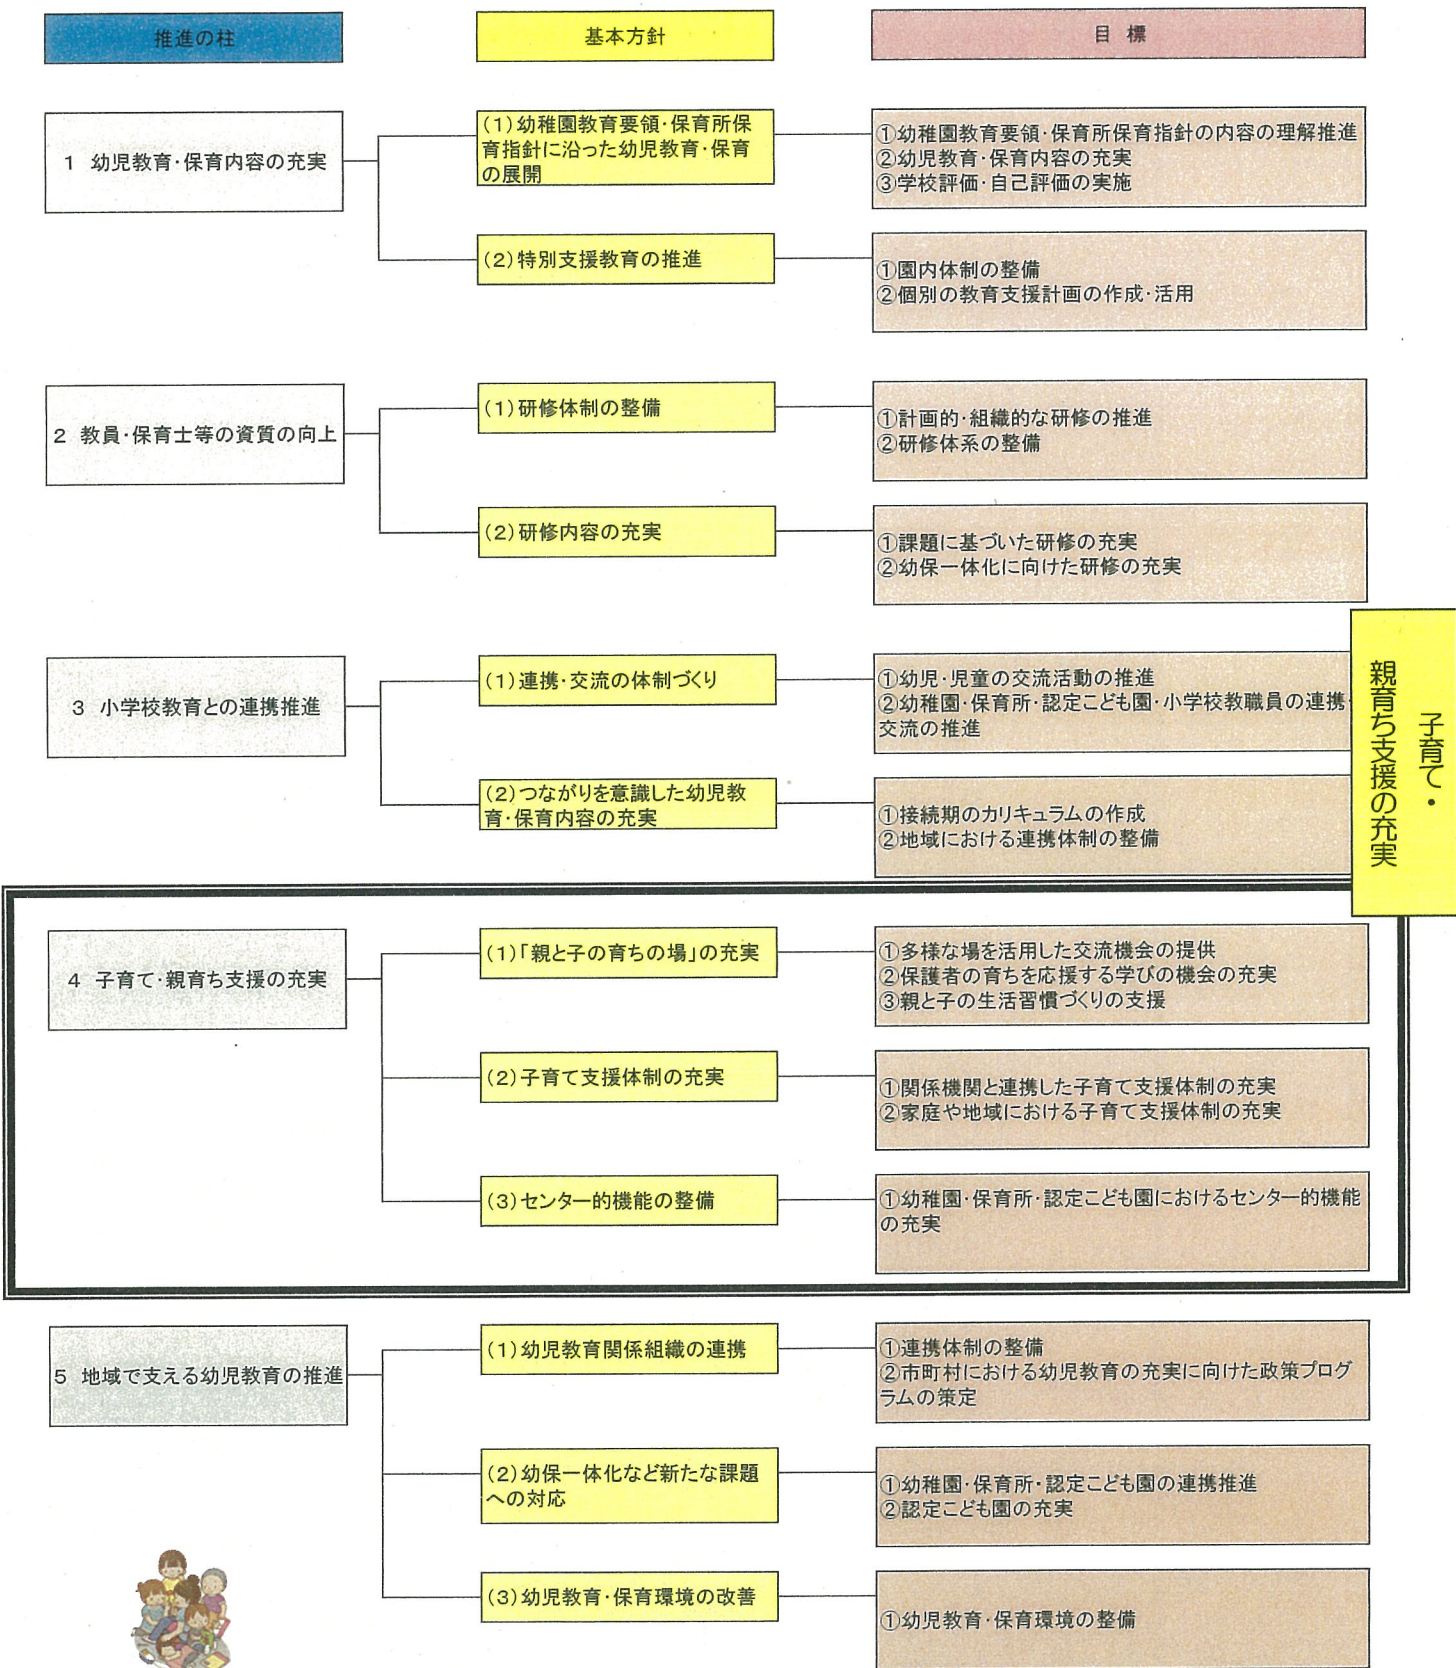 推進の柱
基本方針
目 標
1 幼児教育・保育内容の充実
(1)幼稚園教育要領・保育所保
育指針に沿った幼児教育・保育
の展開
①幼稚園教育要領・保育所保育指針の内容の理解推進
②幼児教育・保育内容の充実
③学校評価・自己評価の実施
(2)特別支援教育の推進
①園内体制の整備
②個別の教育支援計画の作成・活用
2 教員・保育士等の資質の向上
(1)研修体制の整備
①計画的・組織的な研修の推進
②研修体系の整備
(2)研修内容の充実
①課題に基づいた研修の充実
②幼保一体化に向けた研修の充実
3 小学校教育との連携推進
(1)連携・交流の体制づくり
①幼児・児童の交流活動の推進
②幼稚園・保育所・認定こども園・小学校教職員の連携・
交流の推進
(2)つながりを意識した幼児教
育・保育内容の充実
①接続期のカリキュラムの作成
②地域における連携体制の整備
子育て・
親育ち支援の充実
4 子育て・親育ち支援の充実
(1)「親と子の育ちの場」の充実
①多様な場を活用した交流機会の提供
②保護者の育ちを応援する学びの機会の充実
③親と子の生活習慣づくりの支援
(2)子育て支援体制の充実
①関係機関と連携した子育て支援体制の充実
②家庭や地域における子育て支援体制の充実
(3)センター的機能の整備
①幼稚園・保育所・認定こども園におけるセンター的機能
の充実
5 地域で支える幼児教育の推進
(1)幼児教育関係組織の連携
①連携体制の整備
②市町村における幼児教育の充実に向けた政策プログ
ラムの策定
(2)幼保一体化など新たな課題
への対応
①幼稚園・保育所・認定こども園の連携推進
②認定こども園の充実
(3)幼児教育・保育環境の改善
①幼児教育・保育環境の整備